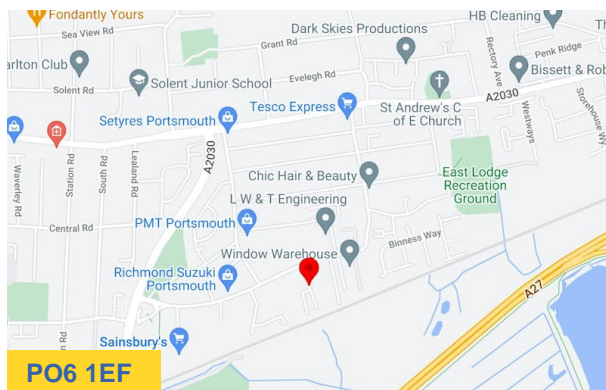 Fondantly Yours
Sea View Rd
Dark Skies Productions
HB Cleaning
Grant Rd
Rectory Ave
Penk Ridge
arlton Club
Solent Junior School
Evelegh Rd
Bissett & Rob
Solent Rd
Tesco Express
A2030
Setyres Portsmouth
St Andrew's C
of E Church
Westways
Storehouse Wy
A2030
Waverley Rd
Station Rd
South Rd
Lealand Rd
Chic Hair & Beauty
East Lodge
Recreation
Ground
L W & T Engineering
Central Rd
PMT Portsmouth
Binness Way
Window Warehouse
Richmond Suzuki
Portsmouth
A27
Sainsbury's
PO6 1EF